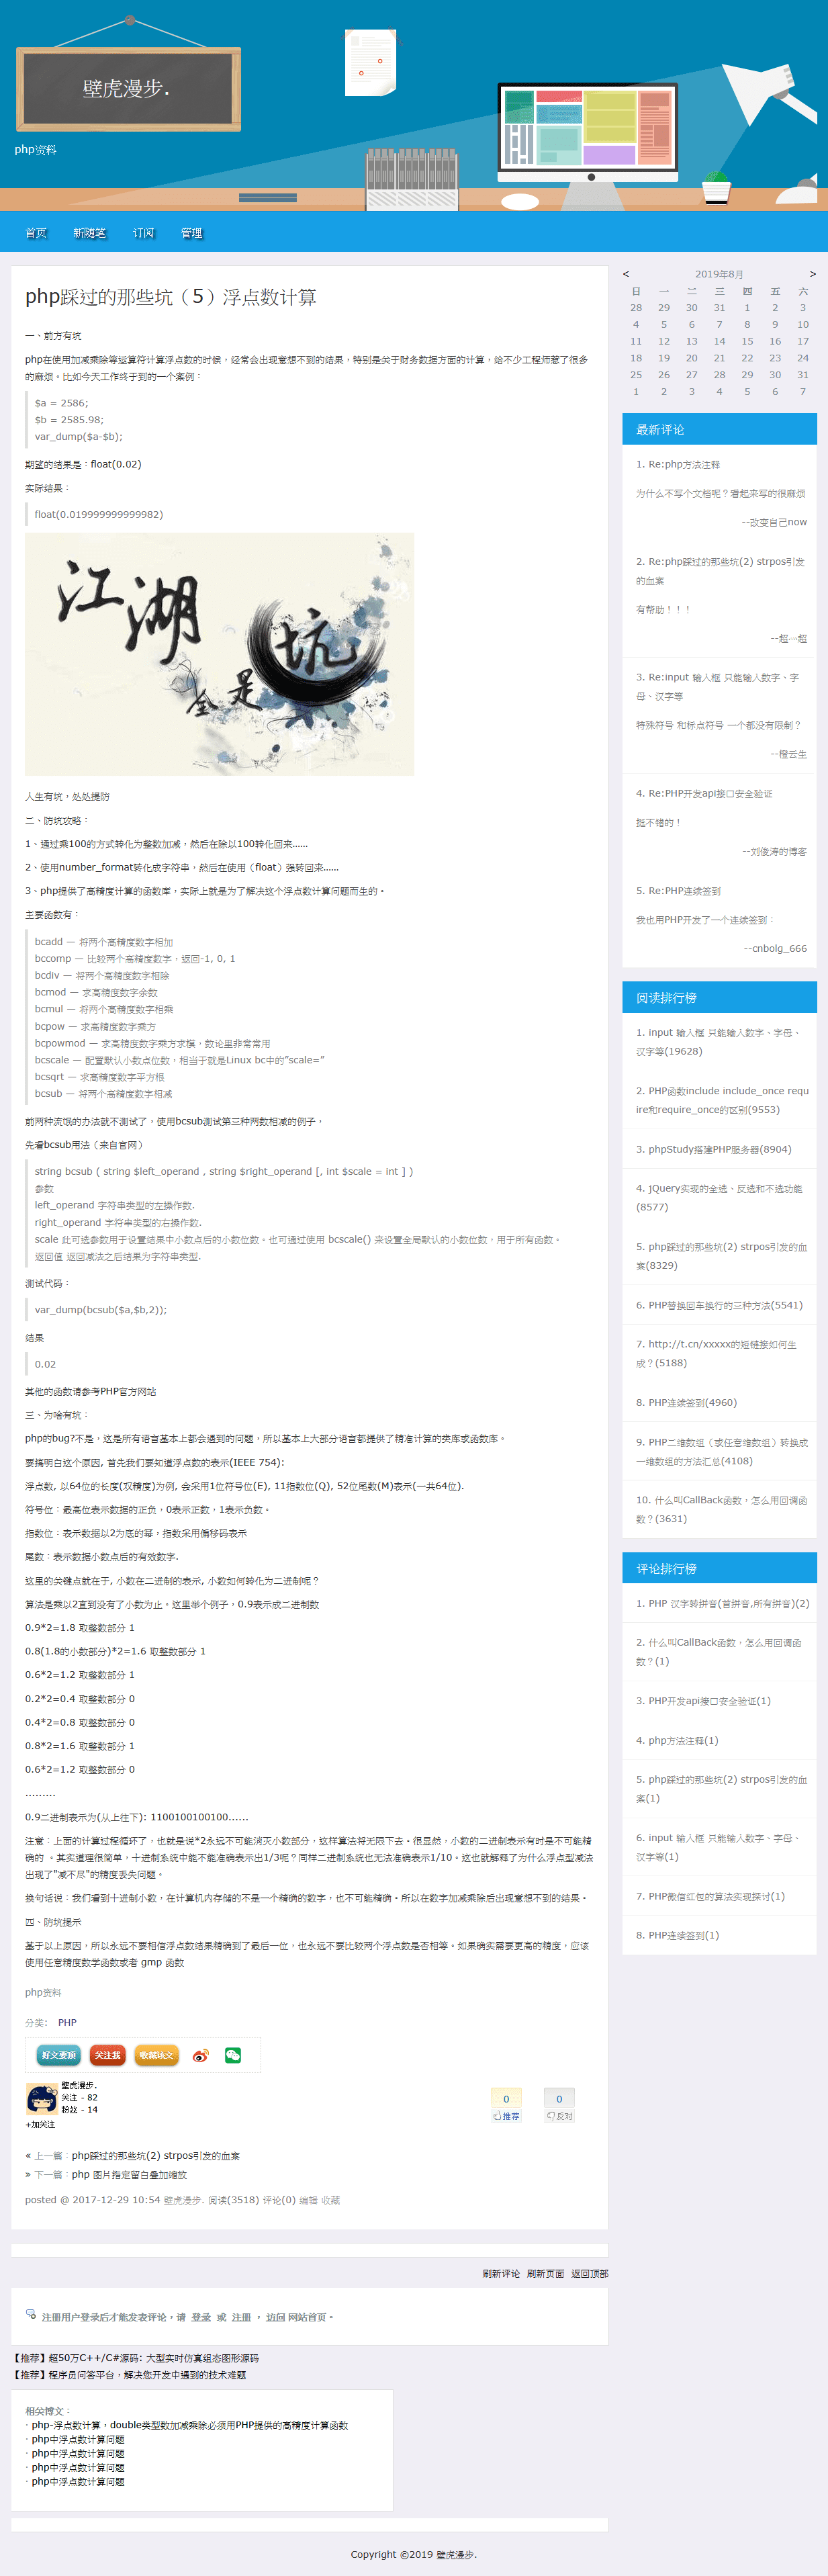 壁虎漫步.
php资料
首页 新随笔 订阅 管理
php踩过的那些坑（5）浮点数计算
一、前方有坑
php在使用加减乘除等运算符计算浮点数的时候，经常会出现意想不到的结果，特别是关于财务数据方面的计算，给不少工程师惹了很多
的麻烦。比如今天工作终于到的一个案例：
$a = 2586;
$b = 2585.98;
var_dump($a-$b);
期望的结果是：float(0.02)
实际结果：
float(0.019999999999982)
江湖全是坑
人生有坑，处处提防
二、防坑攻略：
1、通过乘100的方式转化为整数加减，然后在除以100转化回来......
2、使用number_format转化成字符串，然后在使用（float）强转回来......
3、php提供了高精度计算的函数库，实际上就是为了解决这个浮点数计算问题而生的。
主要函数有：
bcadd — 将两个高精度数字相加
bccomp — 比较两个高精度数字，返回-1, 0, 1
bcdiv — 将两个高精度数字相除
bcmod — 求高精度数字余数
bcmul — 将两个高精度数字相乘
bcpow — 求高精度数字乘方
bcpowmod — 求高精度数字乘方求模，数论里非常常用
bcscale — 配置默认小数点位数，相当于就是Linux bc中的”scale=”
bcsqrt — 求高精度数字平方根
bcsub — 将两个高精度数字相减
前两种流氓的办法就不测试了，使用bcsub测试第三种两数相减的例子，
先看bcsub用法（来自官网）
string bcsub ( string $left_operand , string $right_operand [, int $scale = int ] )
参数
left_operand 字符串类型的左操作数.
right_operand 字符串类型的右操作数.
scale 此可选参数用于设置结果中小数点后的小数位数。也可通过使用 bcscale() 来设置全局默认的小数位数，用于所有函数。
返回值 返回减法之后结果为字符串类型.
测试代码：
var_dump(bcsub($a,$b,2));
结果
0.02
其他的函数请参考PHP官方网站
三、为啥有坑：
php的bug?不是，这是所有语言基本上都会遇到的问题，所以基本上大部分语言都提供了精准计算的类库或函数库。
要搞明白这个原因, 首先我们要知道浮点数的表示(IEEE 754):
浮点数, 以64位的长度(双精度)为例, 会采用1位符号位(E), 11指数位(Q), 52位尾数(M)表示(一共64位).
符号位：最高位表示数据的正负，0表示正数，1表示负数。
指数位：表示数据以2为底的幂，指数采用偏移码表示
尾数：表示数据小数点后的有效数字.
这里的关键点就在于, 小数在二进制的表示, 小数如何转化为二进制呢？
算法是乘以2直到没有了小数为止。这里举个例子，0.9表示成二进制数
0.9*2=1.8 取整数部分 1
0.8(1.8的小数部分)*2=1.6 取整数部分 1
0.6*2=1.2 取整数部分 1
0.2*2=0.4 取整数部分 0
0.4*2=0.8 取整数部分 0
0.8*2=1.6 取整数部分 1
0.6*2=1.2 取整数部分 0
.........
0.9二进制表示为(从上往下): 1100100100100......
注意：上面的计算过程循环了，也就是说*2永远不可能消灭小数部分，这样算法将无限下去。很显然，小数的二进制表示有时是不可能精
确的 。其实道理很简单，十进制系统中能不能准确表示出1/3呢？同样二进制系统也无法准确表示1/10。这也就解释了为什么浮点型减法
出现了"减不尽"的精度丢失问题。
换句话说：我们看到十进制小数，在计算机内存储的不是一个精确的数字，也不可能精确。所以在数字加减乘除后出现意想不到的结果。
四、防坑提示
基于以上原因，所以永远不要相信浮点数结果精确到了最后一位，也永远不要比较两个浮点数是否相等。如果确实需要更高的精度，应该
使用任意精度数学函数或者 gmp 函数
php资料
分类: PHP
好文要顶 关注我 收藏该文
壁虎漫步.
关注 - 82
粉丝 - 14
+加关注
0 0
推荐 反对
« 上一篇：php踩过的那些坑(2) strpos引发的血案
» 下一篇：php 图片指定留白叠加缩放
posted @ 2017-12-29 10:54 壁虎漫步. 阅读(3518) 评论(0) 编辑 收藏
刷新评论 刷新页面 返回顶部
注册用户登录后才能发表评论，请 登录 或 注册 ， 访问 网站首页。
【推荐】超50万C++/C#源码: 大型实时仿真组态图形源码
【推荐】程序员问答平台，解决您开发中遇到的技术难题
相关博文：
· php-浮点数计算，double类型数加减乘除必须用PHP提供的高精度计算函数
· php中浮点数计算问题
· php中浮点数计算问题
· php中浮点数计算问题
· php中浮点数计算问题
< 2019年8月 >
日 一 二 三 四 五 六
28 29 30 31 1 2 3
4 5 6 7 8 9 10
11 12 13 14 15 16 17
18 19 20 21 22 23 24
25 26 27 28 29 30 31
1 2 3 4 5 6 7
最新评论
1. Re:php方法注释
为什么不写个文档呢？看起来写的很麻烦
--改变自己now
2. Re:php踩过的那些坑(2) strpos引发
的血案
有帮助！！！
--超···超
3. Re:input 输入框 只能输入数字、字
母、汉字等
特殊符号 和标点符号 一个都没有限制？
--橙云生
4. Re:PHP开发api接口安全验证
挺不错的！
--刘俊涛的博客
5. Re:PHP连续签到
我也用PHP开发了一个连续签到：
--cnbolg_666
阅读排行榜
1. input 输入框 只能输入数字、字母、
汉字等(19628)
2. PHP函数include include_once requ
ire和require_once的区别(9553)
3. phpStudy搭建PHP服务器(8904)
4. jQuery实现的全选、反选和不选功能
(8577)
5. php踩过的那些坑(2) strpos引发的血
案(8329)
6. PHP替换回车换行的三种方法(5541)
7. http://t.cn/xxxxx的短链接如何生
成？(5188)
8. PHP连续签到(4960)
9. PHP二维数组（或任意维数组）转换成
一维数组的方法汇总(4108)
10. 什么叫CallBack函数，怎么用回调函
数？(3631)
评论排行榜
1. PHP 汉字转拼音(首拼音,所有拼音)(2)
2. 什么叫CallBack函数，怎么用回调函
数？(1)
3. PHP开发api接口安全验证(1)
4. php方法注释(1)
5. php踩过的那些坑(2) strpos引发的血
案(1)
6. input 输入框 只能输入数字、字母、
汉字等(1)
7. PHP微信红包的算法实现探讨(1)
8. PHP连续签到(1)
Copyright ©2019 壁虎漫步.